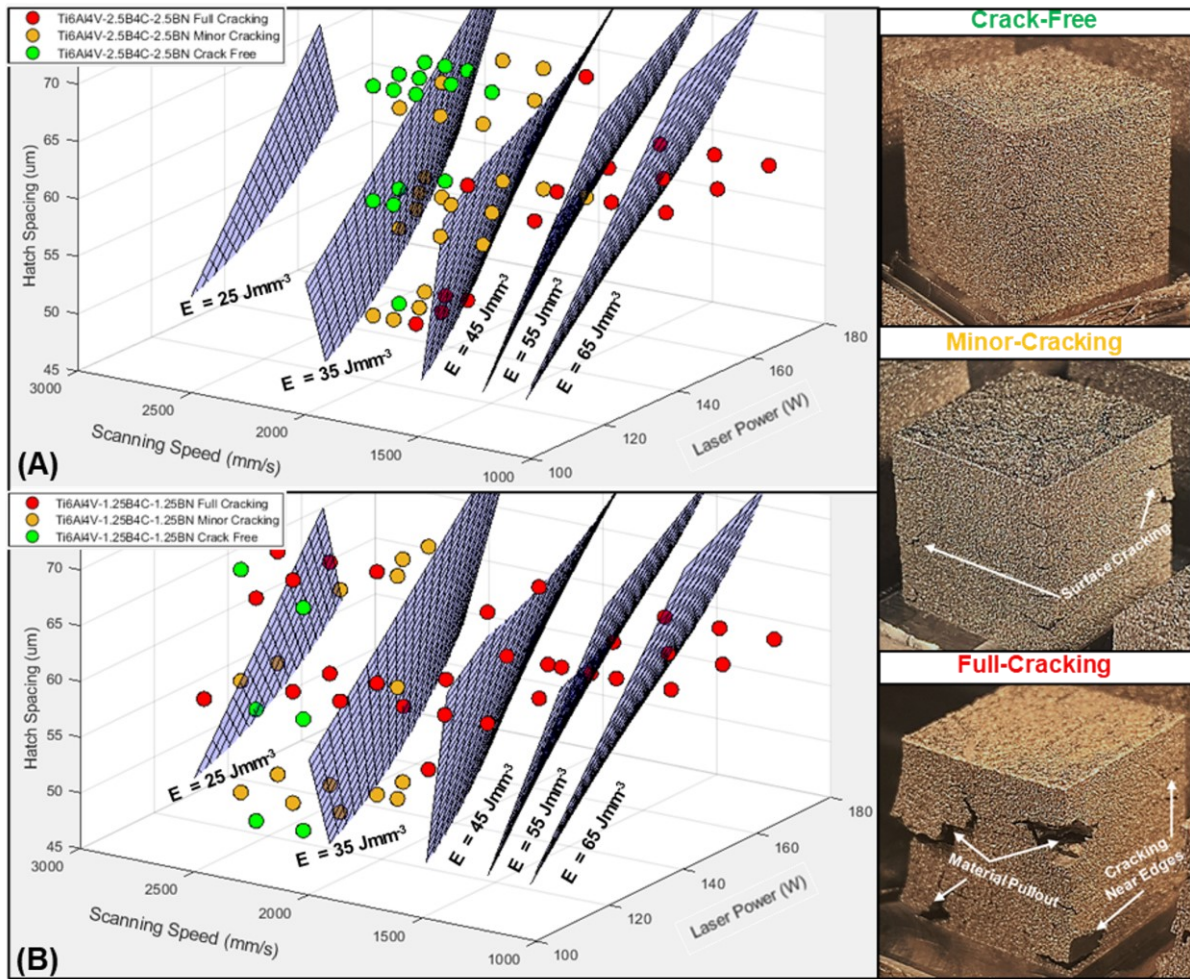 Ti6Al4V-2.5B4C-2.5BN Full Cracking
Ti6Al4V-2.5B4C-2.5BN Minor Cracking
Ti6Al4V-2.5B4C-2.5BN Crack Free
70
65
60
55
50
45
Hatch Spacing (um)
E = 25 Jmm-3
E = 35 Jmm-3
E = 45 Jmm-3
E = 55 Jmm-3
E = 65 Jmm-3
3000
2500
2000
1500
1000
Scanning Speed (mm/s)
100
120
140
160
180
Laser Power (W)
(A)
Ti6Al4V-1.25B4C-1.25BN Full Cracking
Ti6Al4V-1.25B4C-1.25BN Minor Cracking
Ti6Al4V-1.25B4C-1.25BN Crack Free
70
65
60
55
50
45
Hatch Spacing (um)
E = 25 Jmm-3
E = 35 Jmm-3
E = 45 Jmm-3
E = 55 Jmm-3
E = 65 Jmm-3
3000
2500
2000
1500
1000
Scanning Speed (mm/s)
100
120
140
160
180
Laser Power (W)
(B)
Crack-Free
Minor-Cracking
Surface Cracking
Full-Cracking
Material Pullout
Cracking
Near Edges